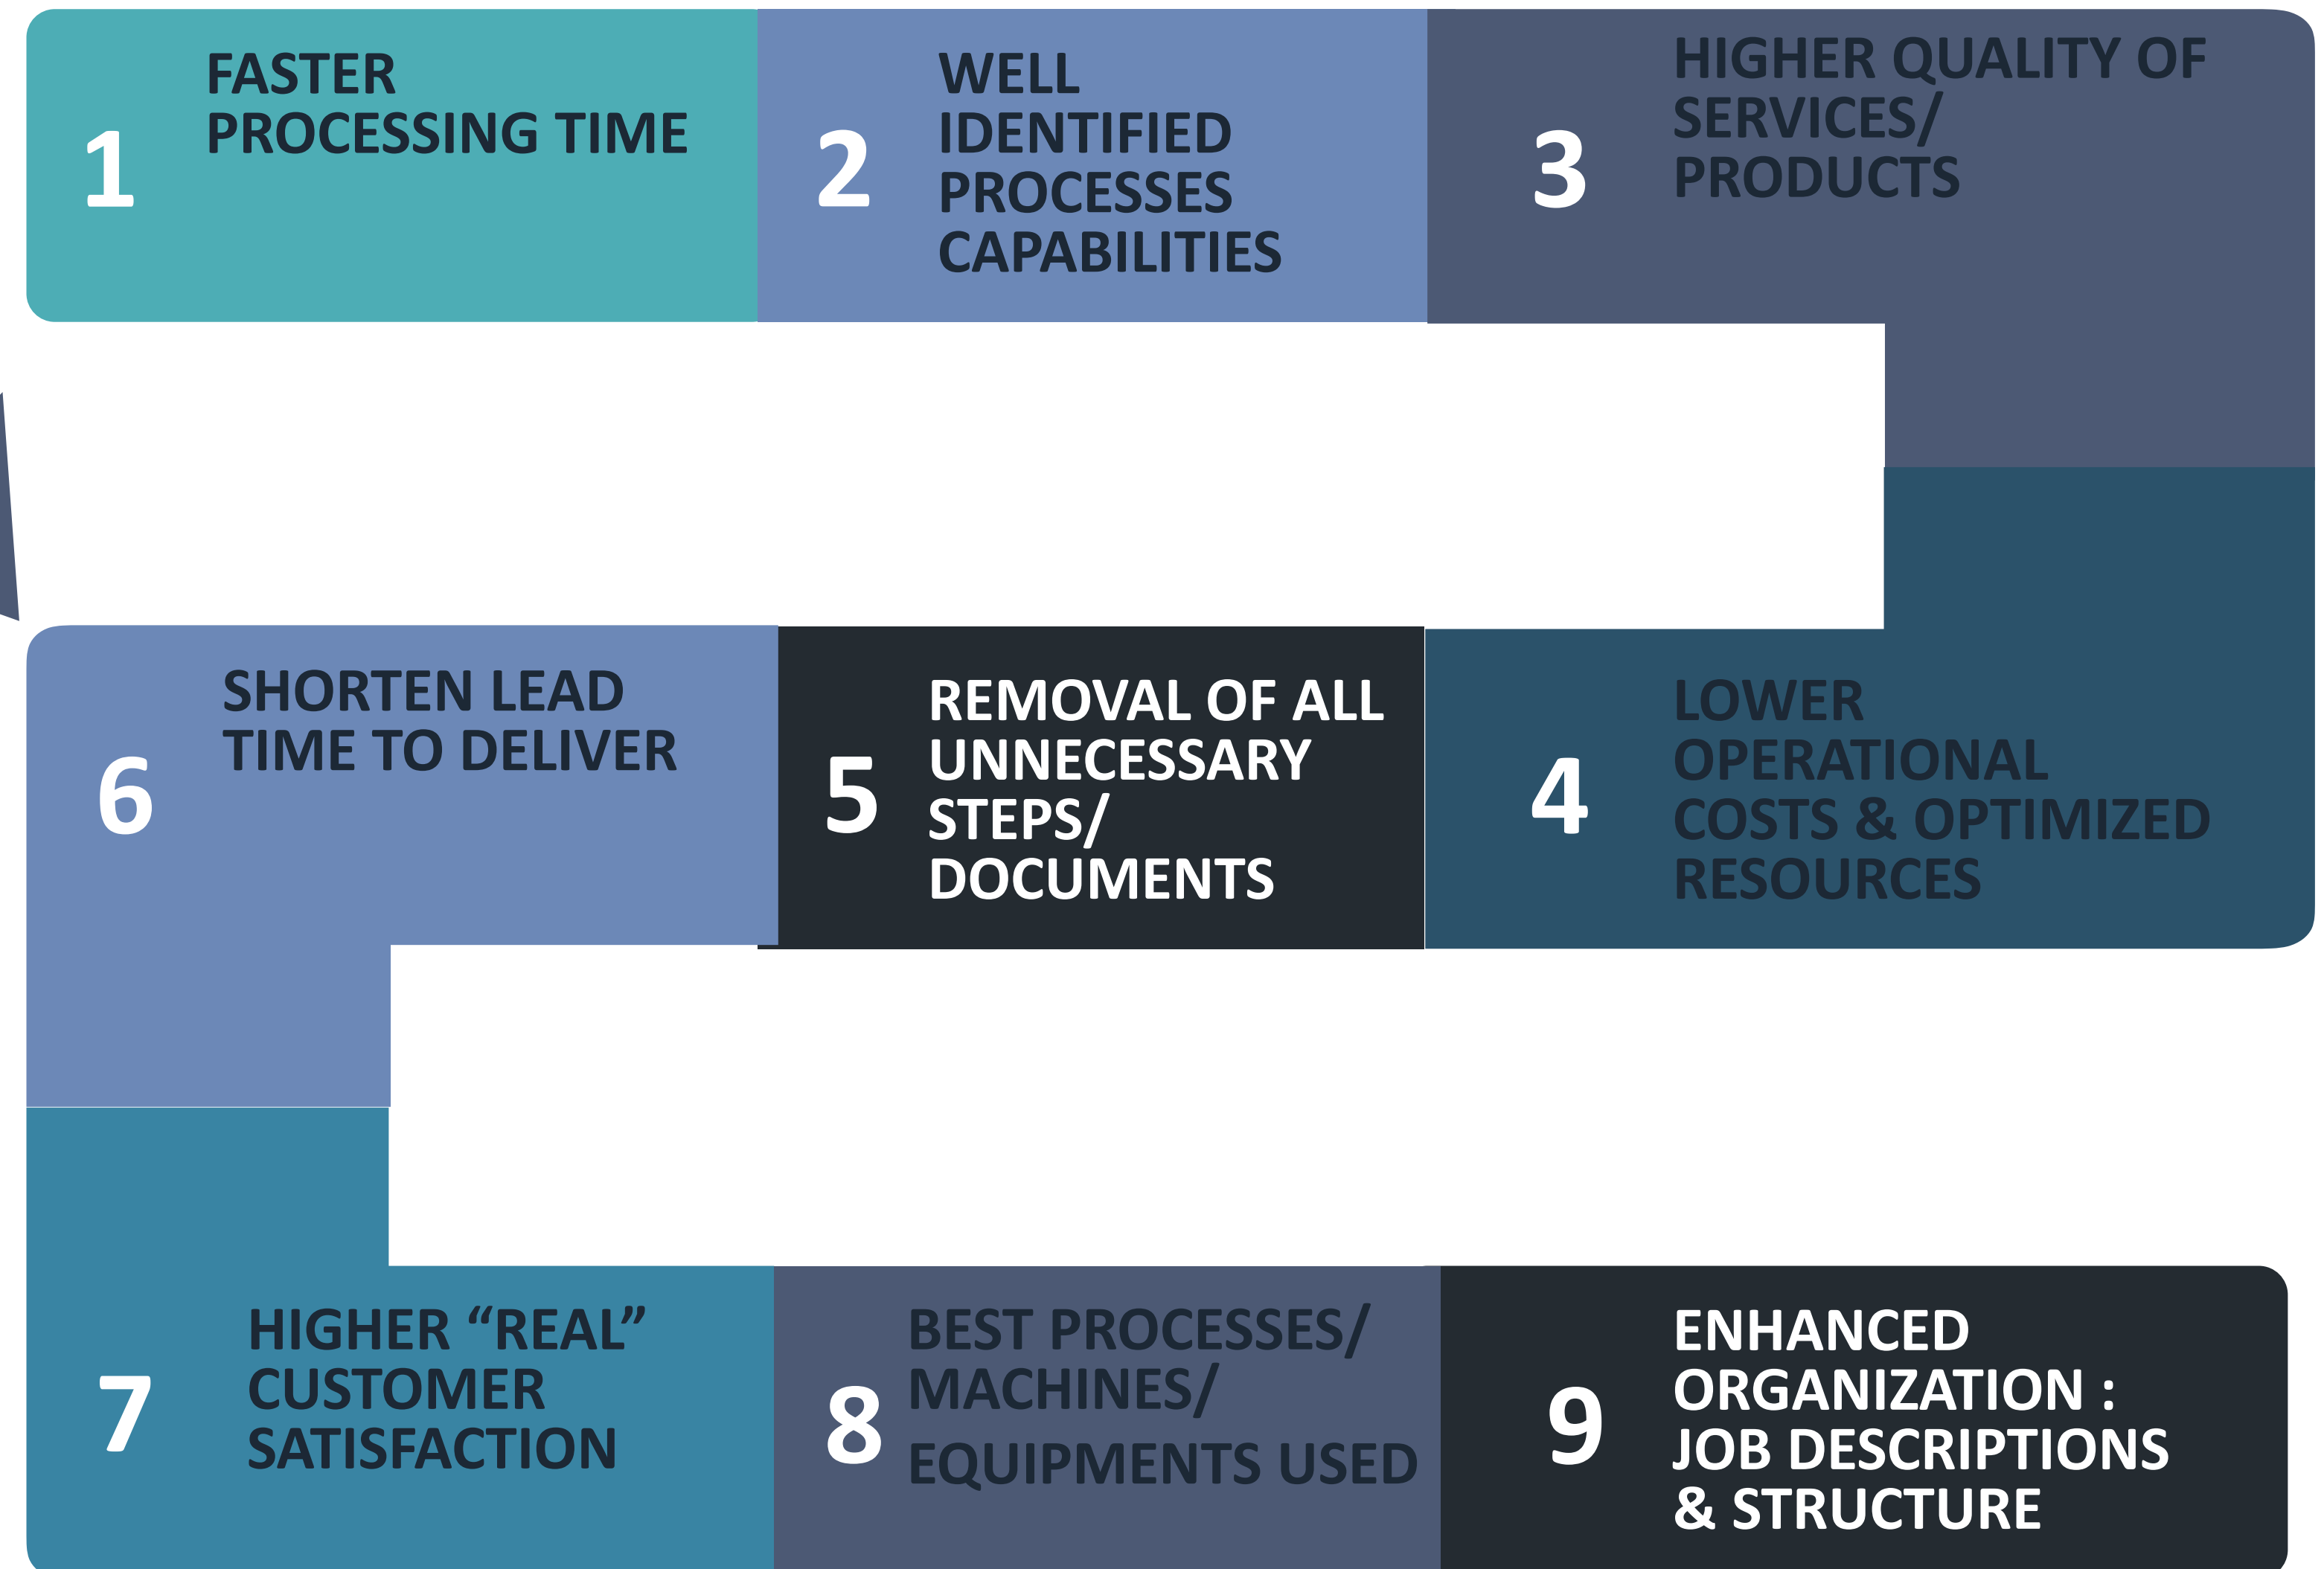 1
FASTER
PROCESSING TIME
2
WELL
IDENTIFIED
PROCESSES
CAPABILITIES
3
HIGHER QUALITY OF
SERVICES/
PRODUCTS
4
LOWER
OPERATIONAL
COSTS & OPTIMIZED
RESOURCES
5
REMOVAL OF ALL
UNNECESSARY
STEPS/
DOCUMENTS
6
SHORTEN LEAD
TIME TO DELIVER
7
HIGHER “REAL”
CUSTOMER
SATISFACTION
8
BEST PROCESSES/
MACHINES/
EQUIPMENTS USED
9
ENHANCED
ORGANIZATION :
JOB DESCRIPTIONS
& STRUCTURE